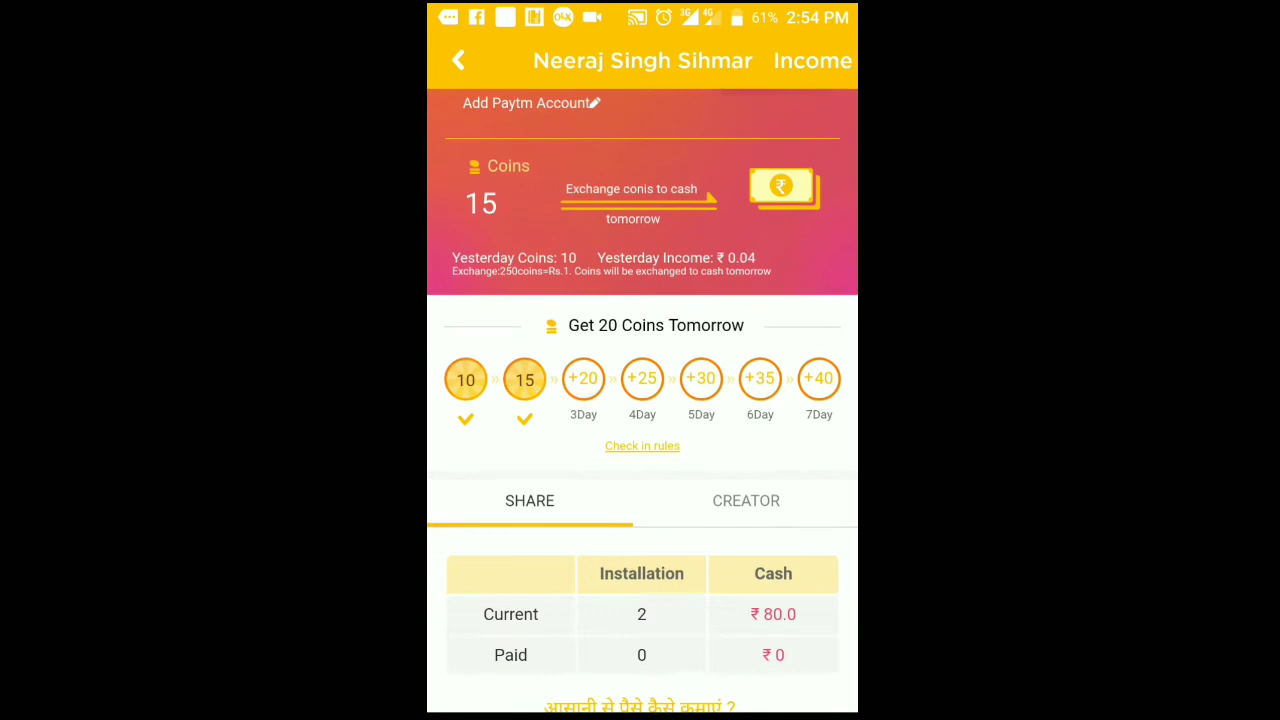 61% 2:54 PM
Neeraj Singh Sihmar Income
Add Paytm Account
Coins
15
Exchange conis to cash
tomorrow
Yesterday Coins: 10 Yesterday Income: ₹ 0.04
Exchange:250coins=Rs.1. Coins will be exchanged to cash tomorrow
Get 20 Coins Tomorrow
10 » 15 » +20 » +25 » +30 » +35 » +40
3Day 4Day 5Day 6Day 7Day
Check in rules
SHARE CREATOR
Installation Cash
Current 2 ₹ 80.0
Paid 0 ₹ 0
आसानी से पैसे कैसे कमाएं ?